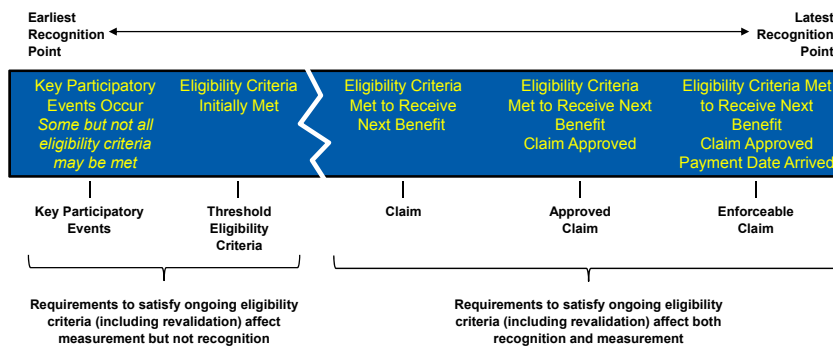 Earliest
Recognition
Point
Latest
Recognition
Point
Key Participatory
Events Occur
Some but not all
eligibility criteria
may be met
Eligibility Criteria
Initially Met
Eligibility Criteria
Met to Receive
Next Benefit
Eligibility Criteria
Met to Receive Next
Benefit
Claim Approved
Eligibility Criteria Met
to Receive Next
Benefit
Claim Approved
Payment Date Arrived
Key Participatory
Events
Threshold
Eligibility
Criteria
Claim
Approved
Claim
Enforceable
Claim
Requirements to satisfy ongoing eligibility
criteria (including revalidation) affect
measurement but not recognition
Requirements to satisfy ongoing eligibility
criteria (including revalidation) affect both
recognition and measurement